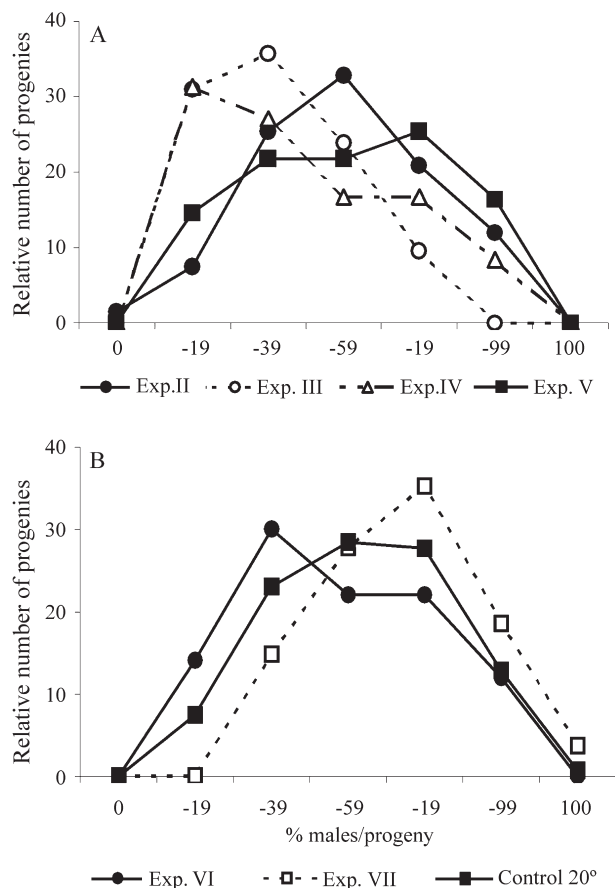 A
Relative number of progenies
40
30
20
10
0
0 -19 -39 -59 -19 -99 100
Exp.II Exp. III Exp.IV Exp. V
B
Relative number of progenies
40
30
20
10
0
0 -19 -39 -59 -19 -99 100
% males/progeny
Exp. VI Exp. VII Control 20º